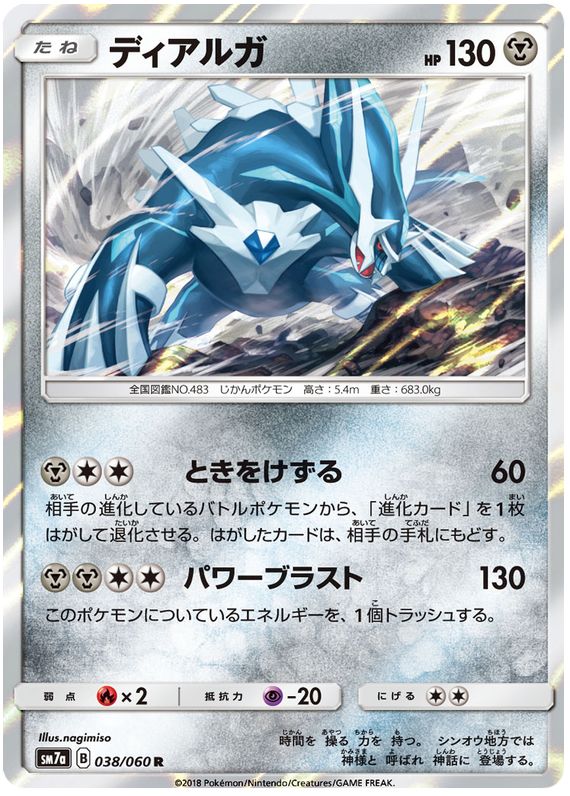 たね ディアルガ HP 130
全国図鑑NO.483 じかんポケモン 高さ：5.4m 重さ：683.0kg
ときをけずる 60
相手の進化しているバトルポケモンから、「進化カード」を1枚
はがして退化させる。はがしたカードは、相手の手札にもどす。
パワーブラスト 130
このポケモンについているエネルギーを、1個トラッシュする。
弱点 ×2 抵抗力 -20 にげる
Illus.nagimiso
時間を 操る 力を 持つ。 シンオウ地方では
SM7a B 038/060 R
神様と 呼ばれ 神話に 登場する。
©2018 Pokémon/Nintendo/Creatures/GAME FREAK.